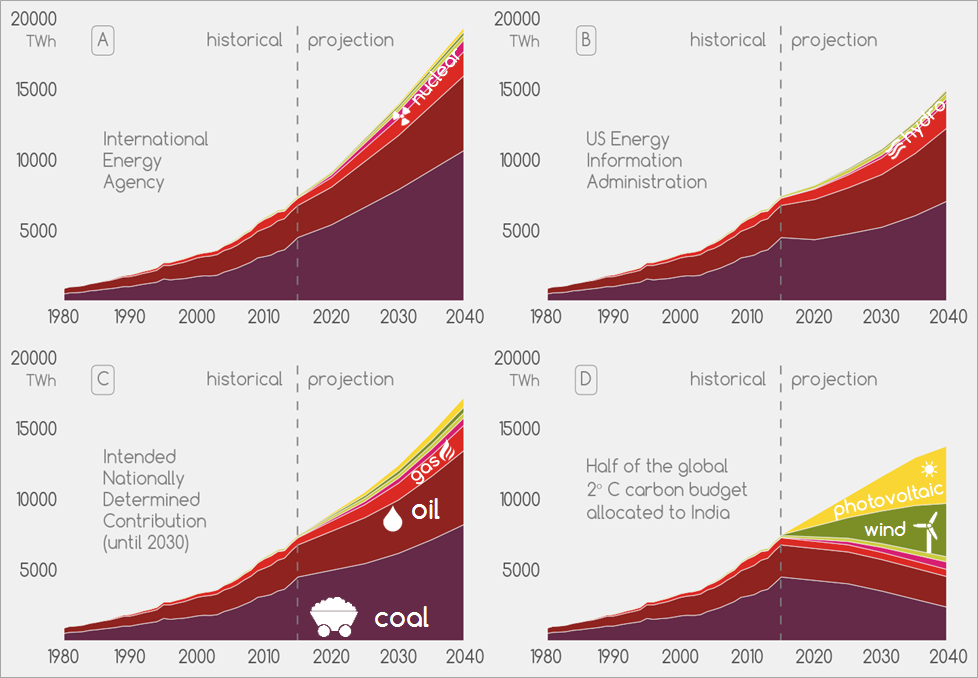 20000
TWh
A
historical
projection
15000
10000
5000
International
Energy
Agency
nuclear
1980 1990 2000 2010 2020 2030 2040
20000
TWh
B
historical
projection
15000
10000
5000
US Energy
Information
Administration
hydro
1980 1990 2000 2010 2020 2030 2040
20000
TWh
C
historical
projection
15000
10000
5000
Intended
Nationally
Determined
Contribution
(until 2030)
gas
oil
coal
1980 1990 2000 2010 2020 2030 2040
20000
TWh
D
historical
projection
15000
10000
5000
Half of the global
2° C carbon budget
allocated to India
photovoltaic
wind
1980 1990 2000 2010 2020 2030 2040